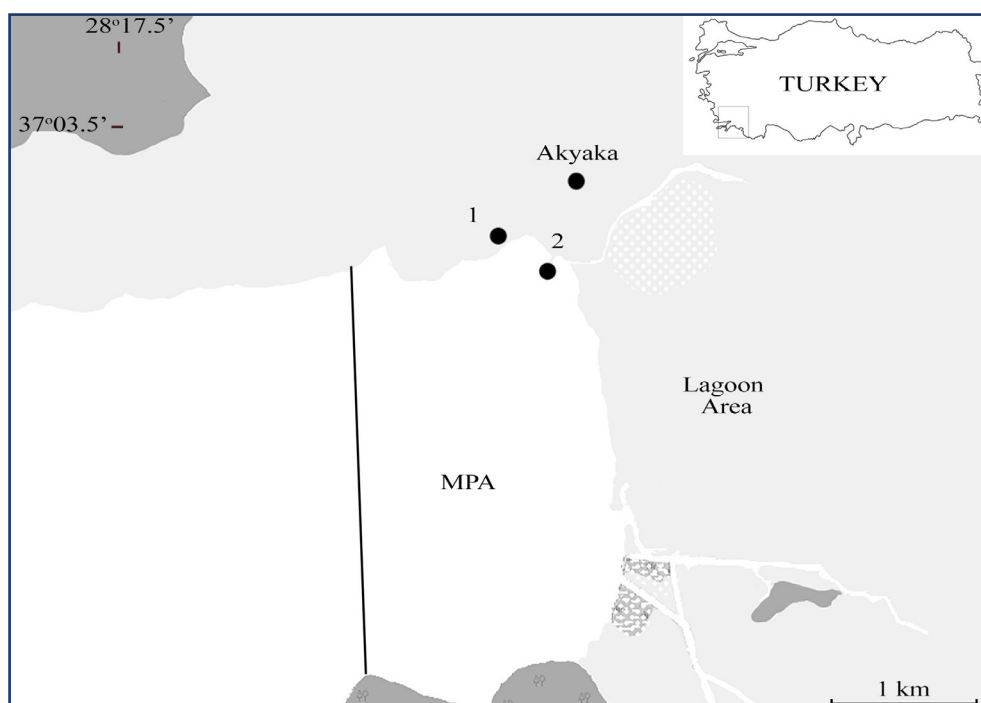 28°17.5’
37°03.5’
TURKEY
Akyaka
1
2
Lagoon
Area
MPA
1 km